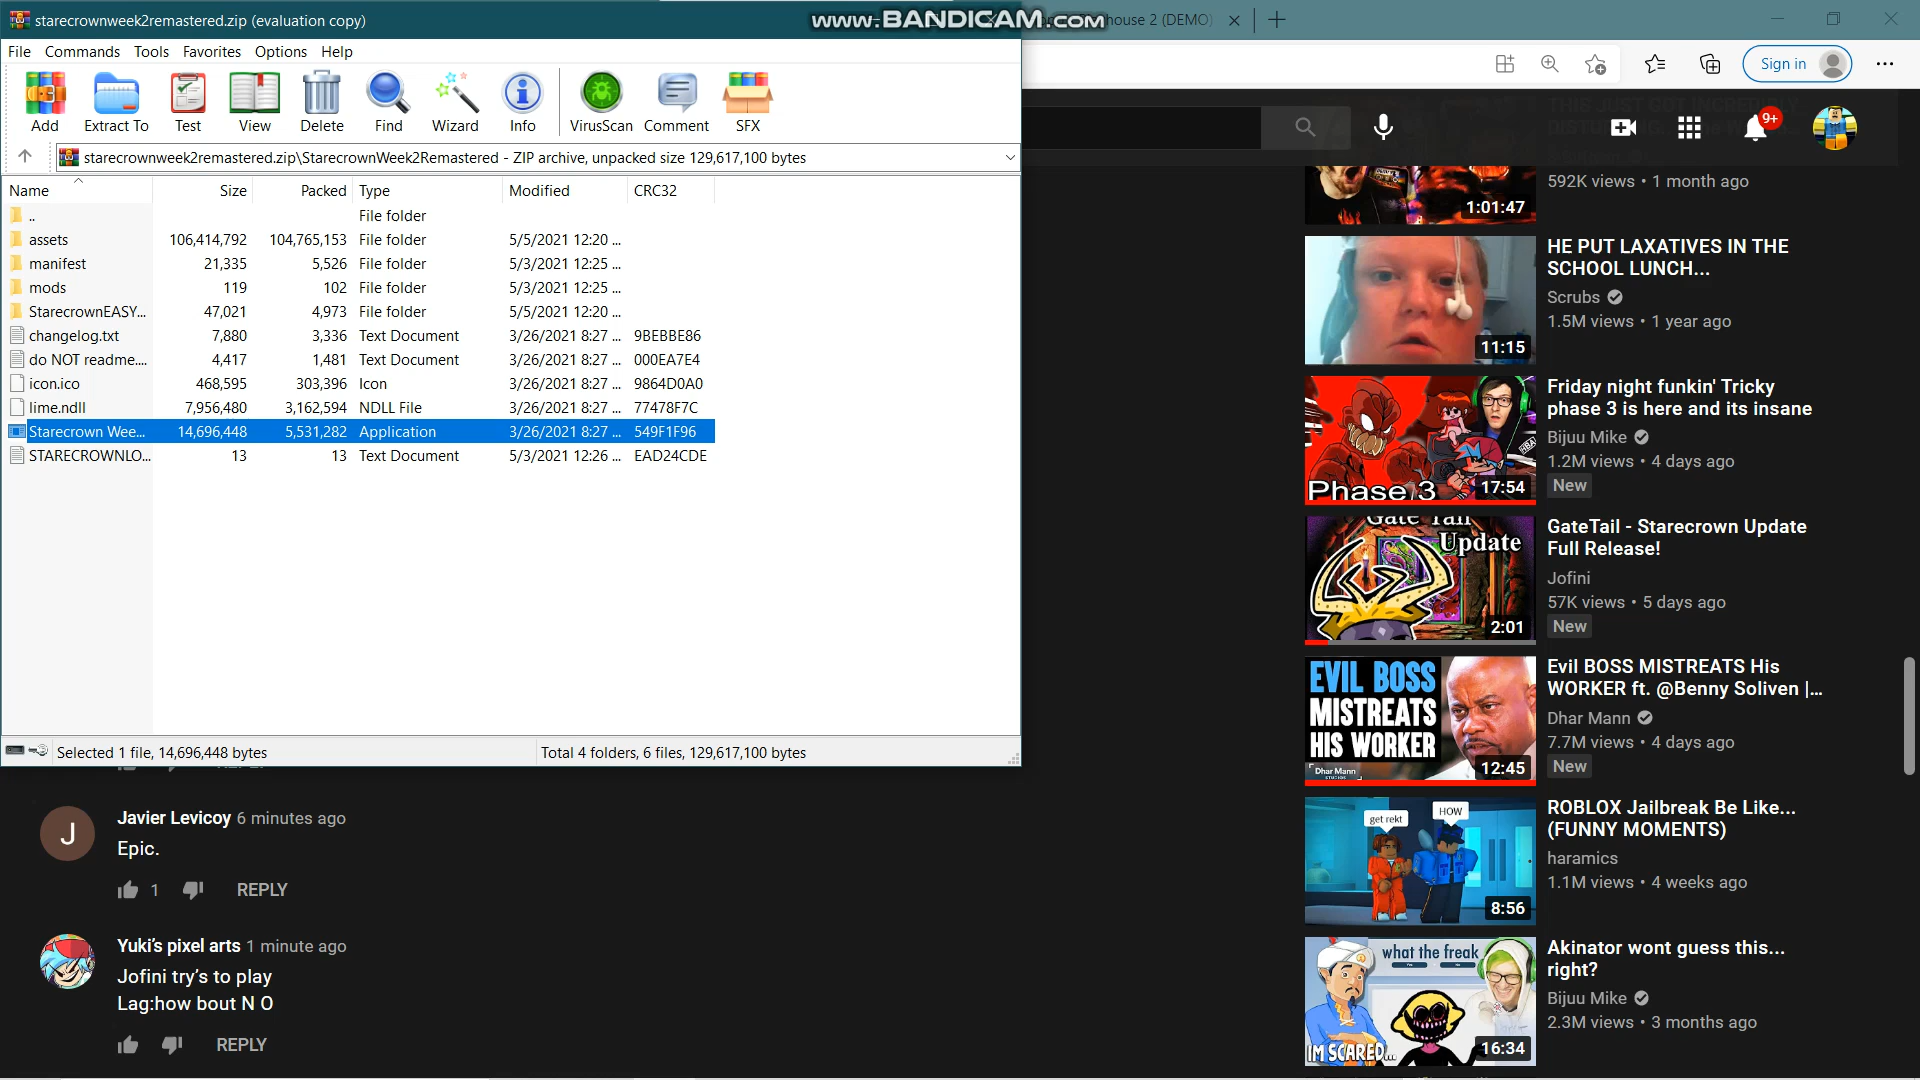 starecrownweek2remastered.zip (evaluation copy)
www.BANDICAM.com
house 2 (DEMO)
File Commands Tools Favorites Options Help
Sign in
Add Extract To Test View Delete Find Wizard Info VirusScan Comment SFX
9+
starecrownweek2remastered.zip\StarecrownWeek2Remastered - ZIP archive, unpacked size 129,617,100 bytes
Name Size Packed Type Modified CRC32
.. File folder
assets 106,414,792 104,765,153 File folder 5/5/2021 12:20 ...
manifest 21,335 5,526 File folder 5/3/2021 12:25 ...
mods 119 102 File folder 5/3/2021 12:25 ...
StarecrownEASY... 47,021 4,973 File folder 5/5/2021 12:20 ...
changelog.txt 7,880 3,336 Text Document 3/26/2021 8:27 ... 9BEBBE86
do NOT readme.... 4,417 1,481 Text Document 3/26/2021 8:27 ... 000EA7E4
icon.ico 468,595 303,396 Icon 3/26/2021 8:27 ... 9864D0A0
lime.ndll 7,956,480 3,162,594 NDLL File 3/26/2021 8:27 ... 77478F7C
Starecrown Wee... 14,696,448 5,531,282 Application 3/26/2021 8:27 ... 549F1F96
STARECROWNLO... 13 13 Text Document 5/3/2021 12:26 ... EAD24CDE
Selected 1 file, 14,696,448 bytes
Total 4 folders, 6 files, 129,617,100 bytes
Javier Levicoy 6 minutes ago
J
Epic.
1 REPLY
Yuki's pixel arts 1 minute ago
Jofini try's to play
Lag:how bout N O
REPLY
THIS JUST GOT INCREDIBLY
592K views • 1 month ago
1:01:47
HE PUT LAXATIVES IN THE
SCHOOL LUNCH...
Scrubs
1.5M views • 1 year ago
11:15
Friday night funkin' Tricky
phase 3 is here and its insane
Bijuu Mike
1.2M views • 4 days ago
New
Phase 3
17:54
GateTail - Starecrown Update
Full Release!
Jofini
57K views • 5 days ago
New
Gate Tail
Update
2:01
Evil BOSS MISTREATS His
WORKER ft. @Benny Soliven |...
Dhar Mann
7.7M views • 4 days ago
New
EVIL BOSS
MISTREATS
HIS WORKER
Dhar Mann
STUDIOS
12:45
ROBLOX Jailbreak Be Like...
(FUNNY MOMENTS)
haramics
1.1M views • 4 weeks ago
get rekt
HOW
8:56
Akinator wont guess this...
right?
Bijuu Mike
2.3M views • 3 months ago
what the freak
IM SCARED...
16:34